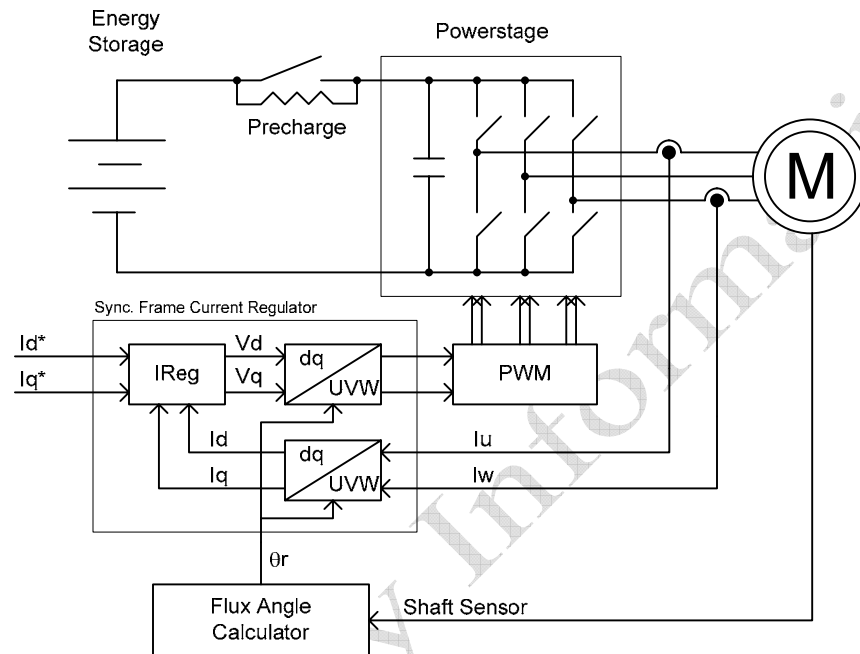 Energy
Storage
Powerstage
Precharge
M
Sync. Frame Current Regulator
Id*
Iq*
IReg
Vd
Vq
dq
UVW
PWM
Id
Iq
dq
UVW
Iu
Iw
θr
Flux Angle
Calculator
Shaft Sensor